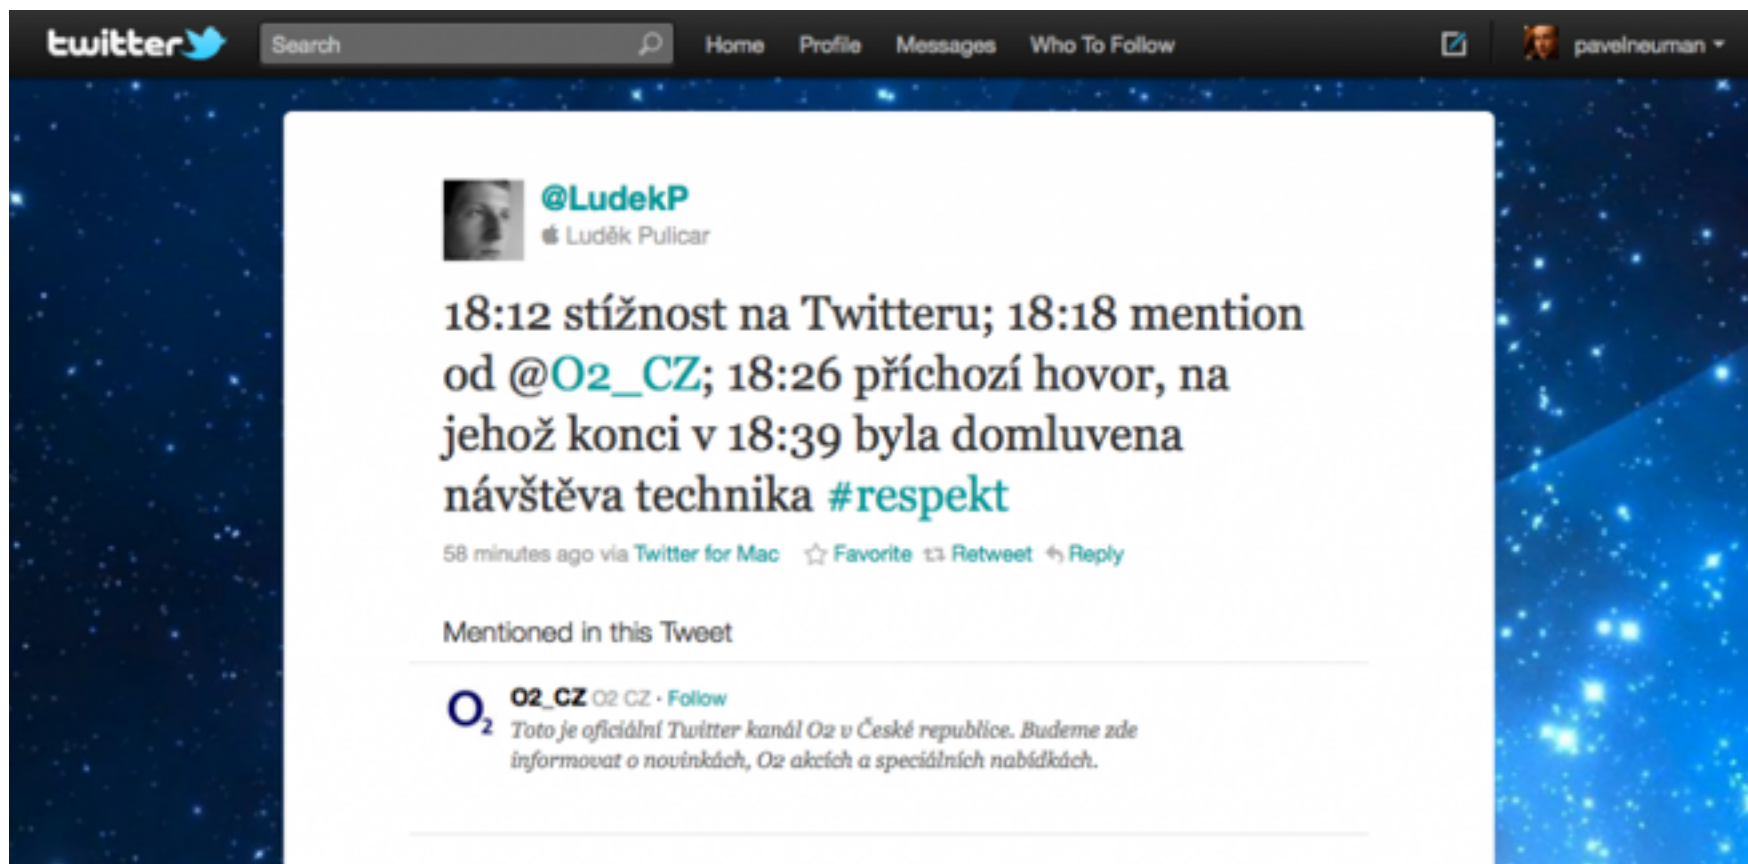 twitter Search Home Profile Messages Who To Follow pavelneuman
@LudekP
Luděk Pulicar
18:12 stížnost na Twitteru; 18:18 mention
od @O2_CZ; 18:26 příchozí hovor, na
jehož konci v 18:39 byla domluvena
návštěva technika #respekt
58 minutes ago via Twitter for Mac Favorite Retweet Reply
Mentioned in this Tweet
O2 O2_CZ O2 CZ · Follow
Toto je oficiální Twitter kanál O2 v České republice. Budeme zde
informovat o novinkách, O2 akcích a speciálních nabídkách.